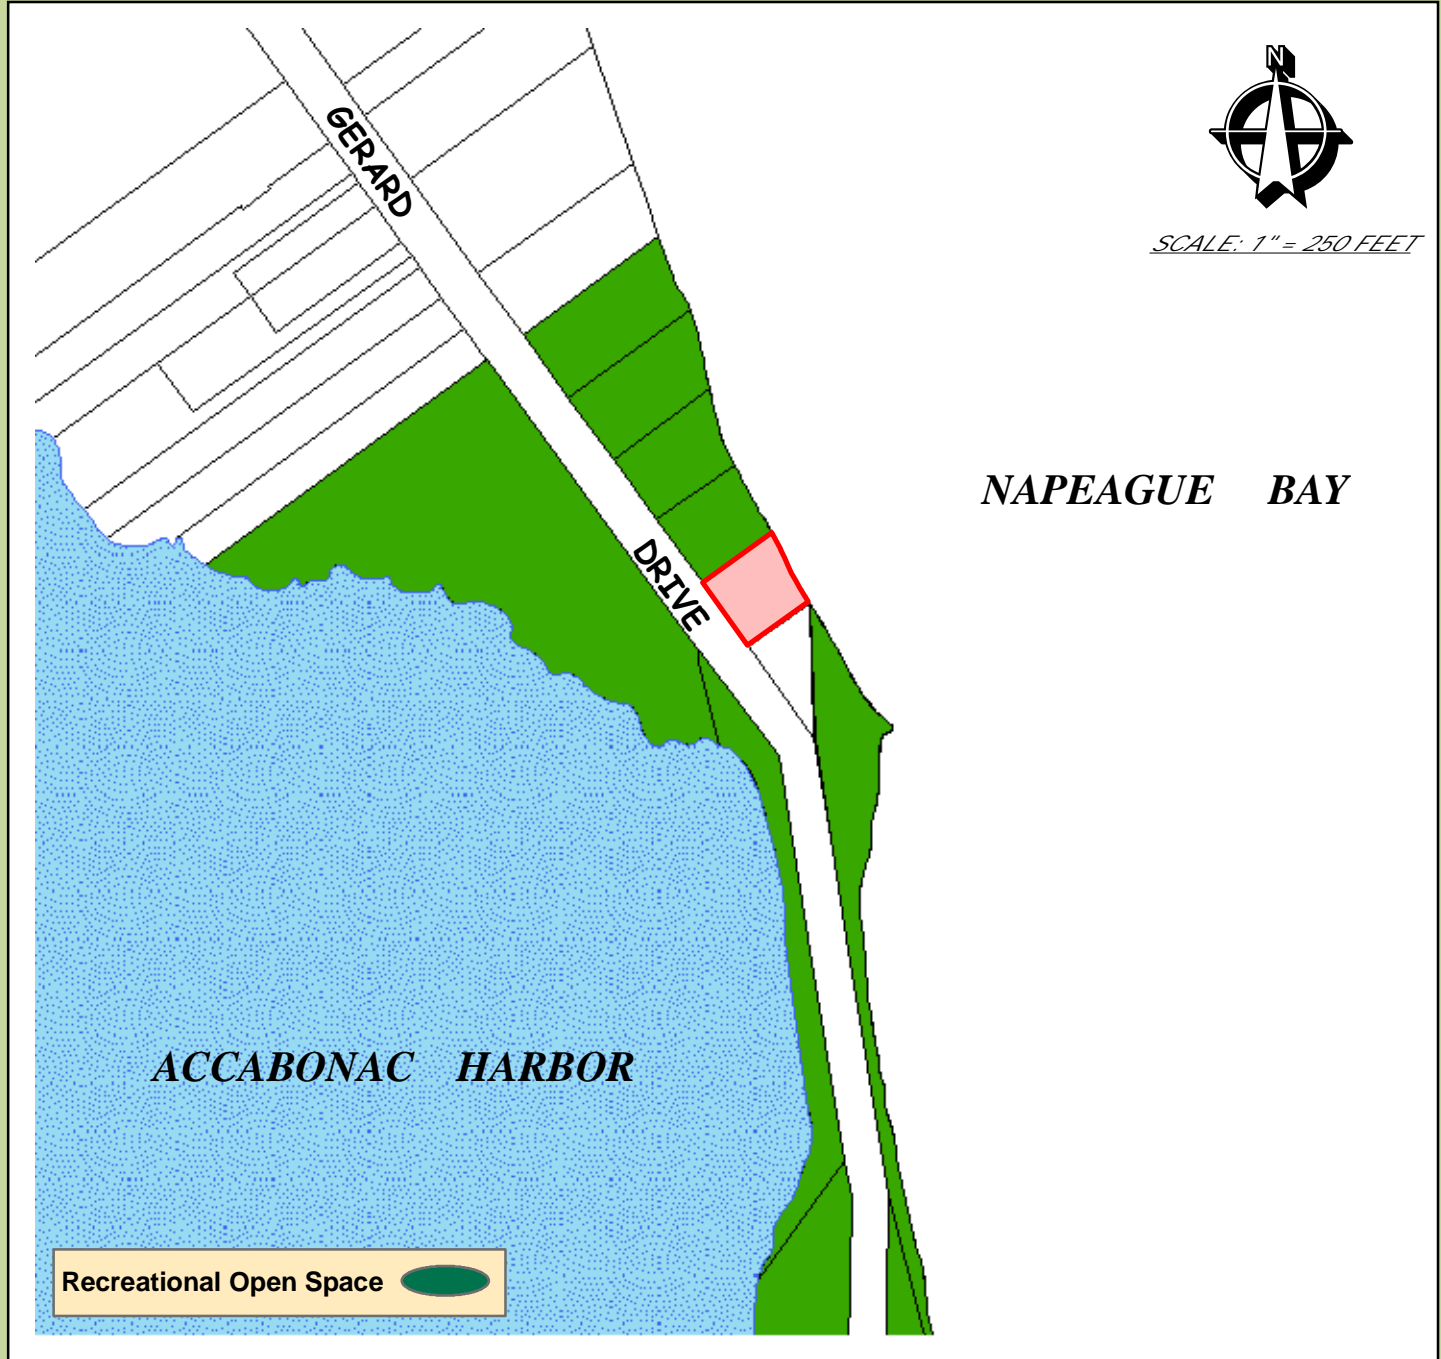 N
GERARD
SCALE: 1" = 250 FEET
NAPEAGUE BAY
DRIVE
ACCABONAC HARBOR
Recreational Open Space